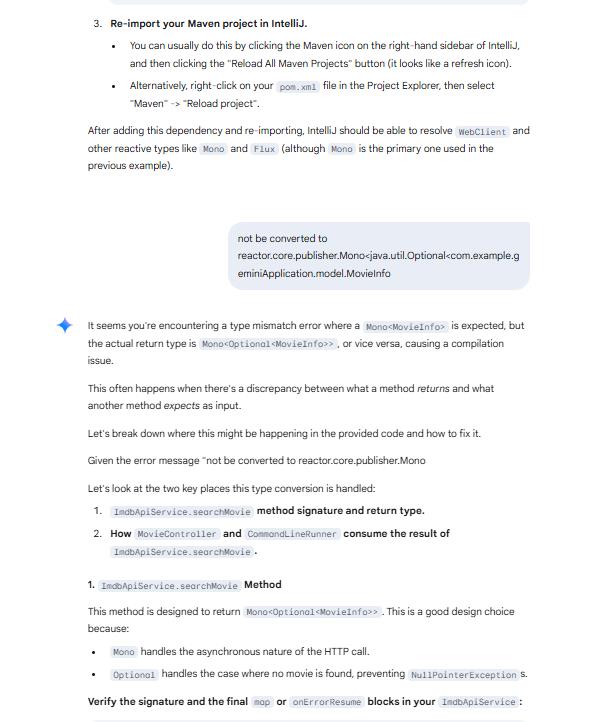 3. Re-import your Maven project in IntelliJ.
• You can usually do this by clicking the Maven icon on the right-hand sidebar of IntelliJ,
and then clicking the "Reload All Maven Projects" button (it looks like a refresh icon).
• Alternatively, right-click on your pom.xml file in the Project Explorer, then select
"Maven" -> "Reload project".
After adding this dependency and re-importing, IntelliJ should be able to resolve WebClient and
other reactive types like Mono and Flux (although Mono is the primary one used in the
previous example).
not be converted to
reactor.core.publisher.Mono<java.util.Optional<com.example.g
eminiApplication.model.MovieInfo
It seems you're encountering a type mismatch error where a Mono<MovieInfo> is expected, but
the actual return type is Mono<Optional<MovieInfo>>, or vice versa, causing a compilation
issue.
This often happens when there's a discrepancy between what a method returns and what
another method expects as input.
Let's break down where this might be happening in the provided code and how to fix it.
Given the error message "not be converted to reactor.core.publisher.Mono
Let's look at the two key places this type conversion is handled:
1. ImdbApiService.searchMovie method signature and return type.
2. How MovieController and CommandLineRunner consume the result of
ImdbApiService.searchMovie.
1. ImdbApiService.searchMovie Method
This method is designed to return Mono<Optional<MovieInfo>>. This is a good design choice
because:
• Mono handles the asynchronous nature of the HTTP call.
• Optional handles the case where no movie is found, preventing NullPointerException s.
Verify the signature and the final map or onErrorResume blocks in your ImdbApiService :